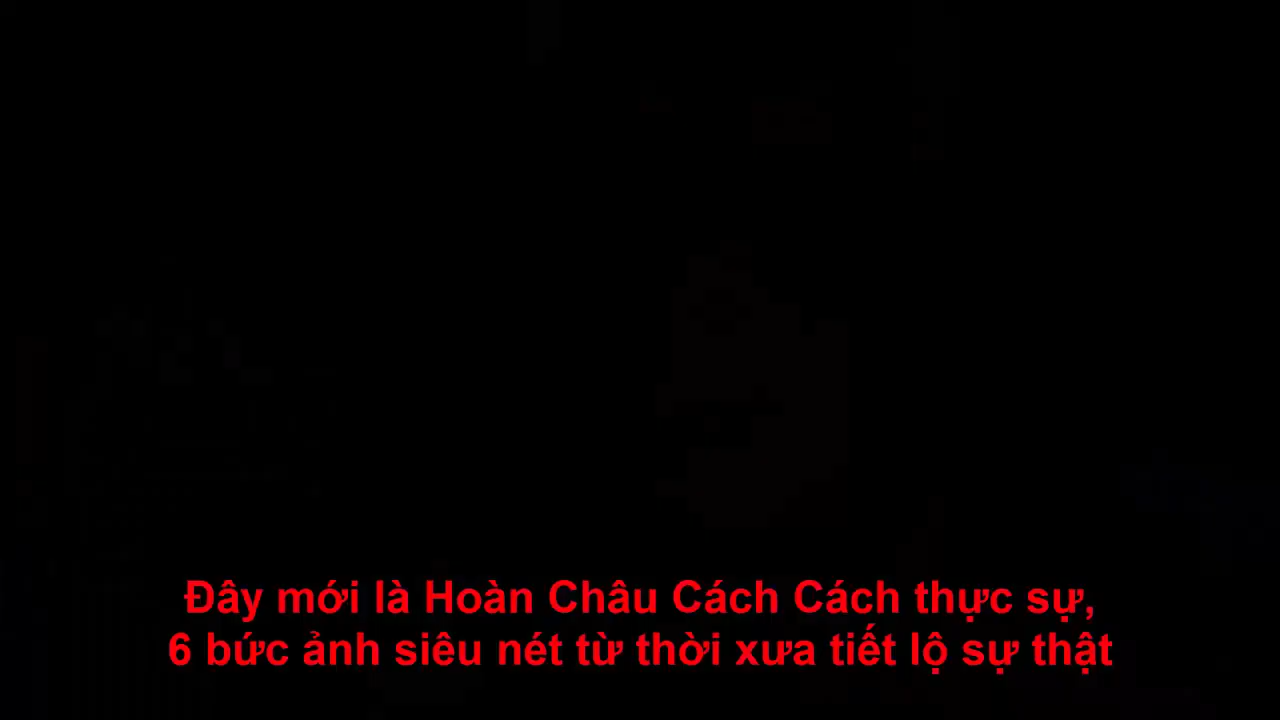 Đây mới là Hoàn Châu Cách Cách thực sự,
6 bức ảnh siêu nét từ thời xưa tiết lộ sự thật